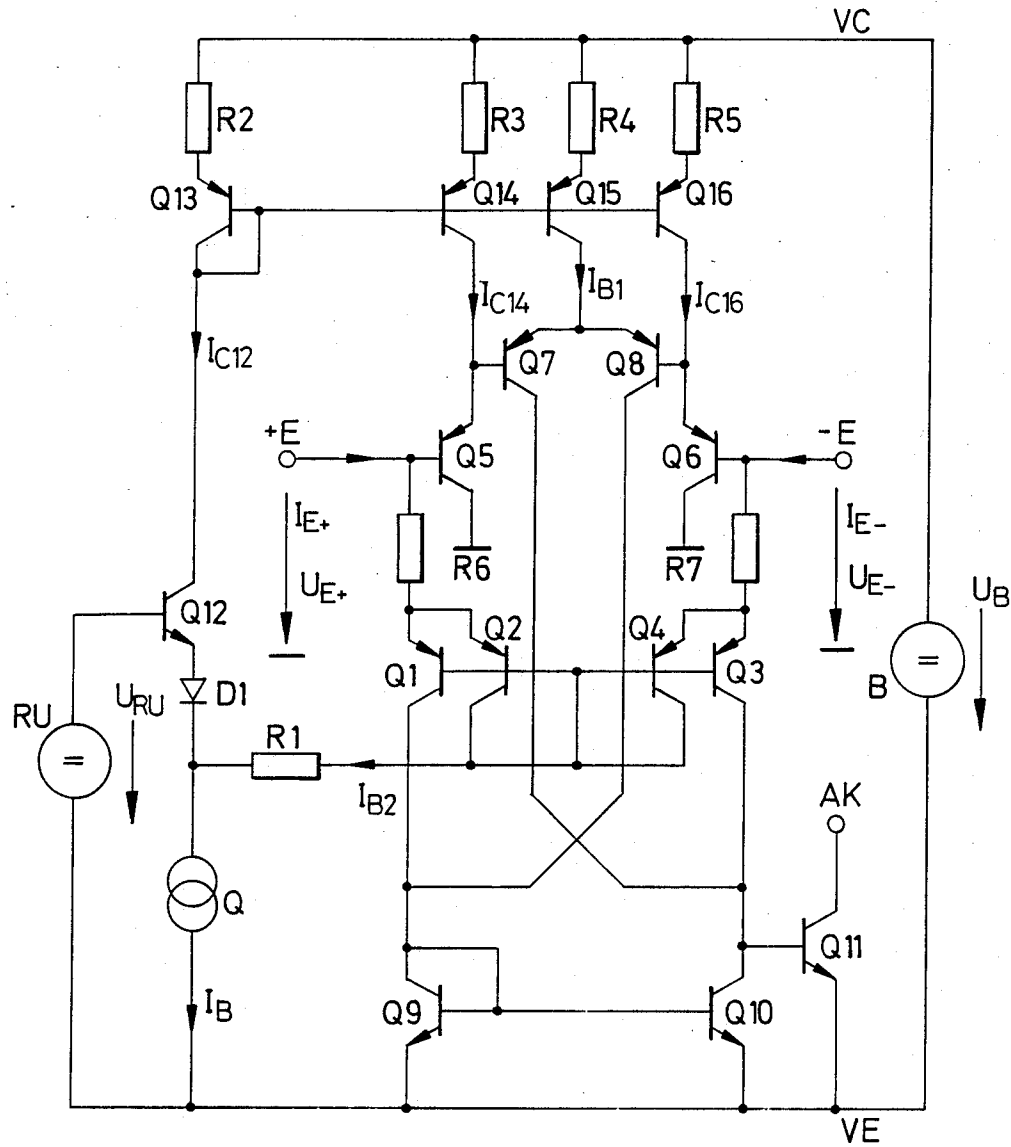 VC
R2
R3
R4
R5
Q13
Q14
Q15
Q16
IC12
IC14
IB1
IC16
Q7
Q8
+E
Q5
Q6
-E
IE+
UE+
R6
R7
IE-
UE-
UB
Q12
Q1
Q2
Q4
Q3
B
=
D1
RU
URU
=
R1
IB2
AK
Q
Q11
IB
Q9
Q10
VE